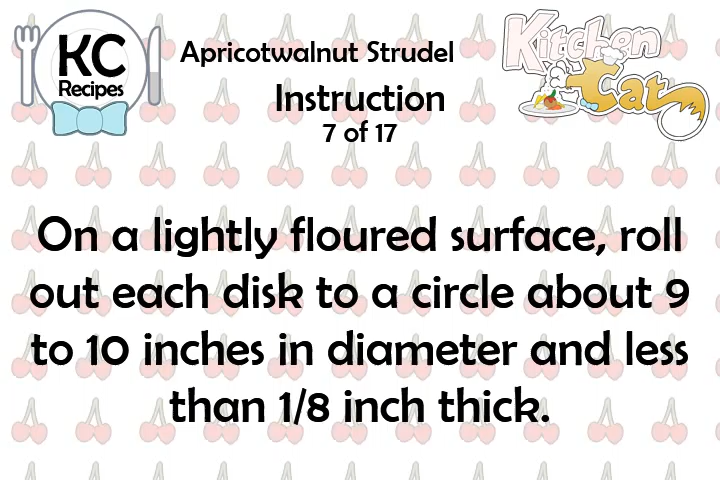 KC
Recipes
Apricotwalnut Strudel
Kitchen
Cat
Instruction
7 of 17
On a lightly floured surface, roll
out each disk to a circle about 9
to 10 inches in diameter and less
than 1/8 inch thick.